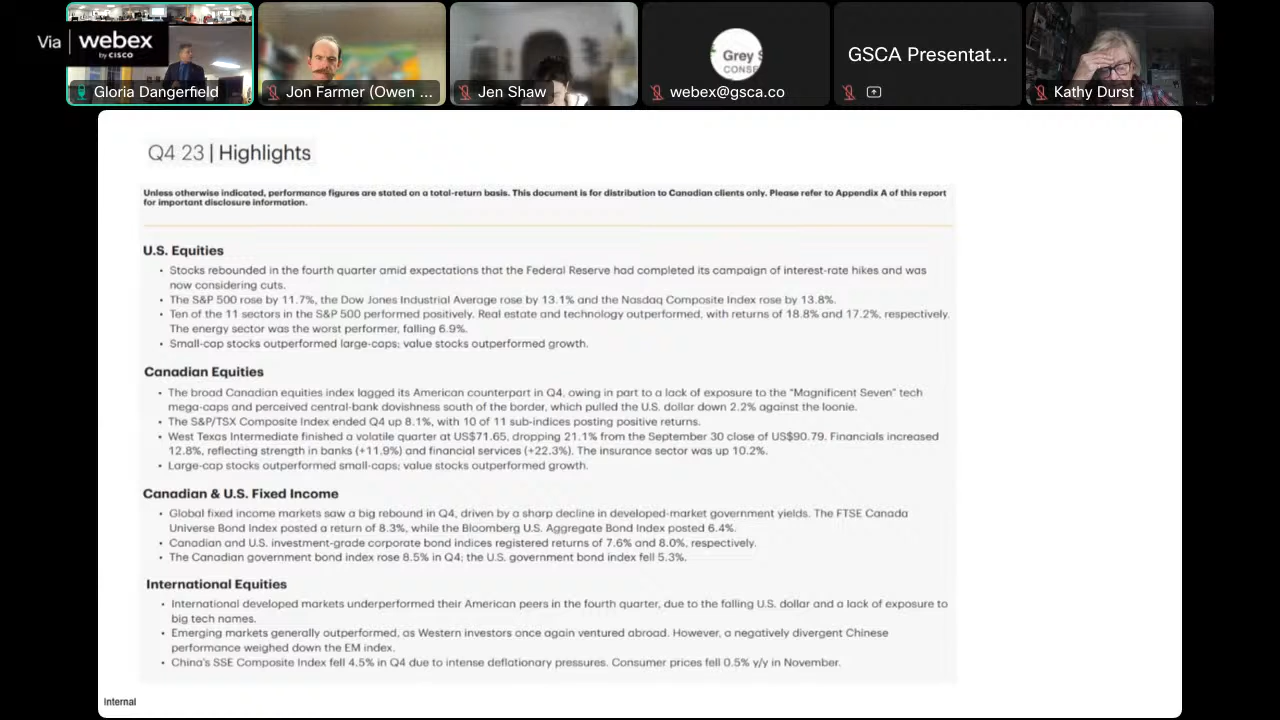 Via webex
by CISCO
Gloria Dangerfield
Jon Farmer (Owen ...
Jen Shaw
Grey S
CONSE
webex@gsca.co
GSCA Presentat...
Kathy Durst
Q4 23 | Highlights
Unless otherwise indicated, performance figures are stated on a total-return basis. This document is for distribution to Canadian clients only. Please refer to Appendix A of this report
for important disclosure information.
U.S. Equities
• Stocks rebounded in the fourth quarter amid expectations that the Federal Reserve had completed its campaign of interest-rate hikes and was
now considering cuts.
• The S&P 500 rose by 11.7%, the Dow Jones Industrial Average rose by 13.1% and the Nasdaq Composite Index rose by 13.8%.
• Ten of the 11 sectors in the S&P 500 performed positively. Real estate and technology outperformed, with returns of 18.8% and 17.2%, respectively.
The energy sector was the worst performer, falling 6.9%.
• Small-cap stocks outperformed large-caps; value stocks outperformed growth.
Canadian Equities
• The broad Canadian equities index lagged its American counterpart in Q4, owing in part to a lack of exposure to the "Magnificent Seven" tech
mega-caps and perceived central-bank dovishness south of the border, which pulled the U.S. dollar down 2.2% against the loonie.
• The S&P/TSX Composite Index ended Q4 up 8.1%, with 10 of 11 sub-indices posting positive returns.
• West Texas Intermediate finished a volatile quarter at US$71.65, dropping 21.1% from the September 30 close of US$90.79. Financials increased
12.8%, reflecting strength in banks (+11.9%) and financial services (+22.3%). The insurance sector was up 10.2%.
• Large-cap stocks outperformed small-caps; value stocks outperformed growth.
Canadian & U.S. Fixed Income
• Global fixed income markets saw a big rebound in Q4, driven by a sharp decline in developed-market government yields. The FTSE Canada
Universe Bond Index posted a return of 8.3%, while the Bloomberg U.S. Aggregate Bond Index posted 6.4%.
• Canadian and U.S. investment-grade corporate bond indices registered returns of 7.6% and 8.0%, respectively.
• The Canadian government bond index rose 8.5% in Q4; the U.S. government bond index fell 5.3%.
International Equities
• International developed markets underperformed their American peers in the fourth quarter, due to the falling U.S. dollar and a lack of exposure to
big tech names.
• Emerging markets generally outperformed, as Western investors once again ventured abroad. However, a negatively divergent Chinese
performance weighed down the EM index.
• China's SSE Composite Index fell 4.5% in Q4 due to intense deflationary pressures. Consumer prices fell 0.5% y/y in November.
Internal